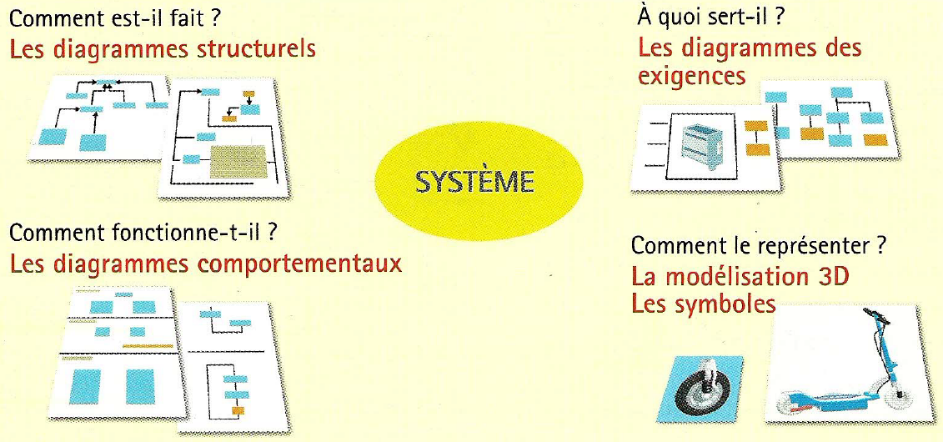 Comment est-il fait ?
Les diagrammes structurels
À quoi sert-il ?
Les diagrammes des
exigences
SYSTÈME
Comment fonctionne-t-il ?
Les diagrammes comportementaux
Comment le représenter ?
La modélisation 3D
Les symboles